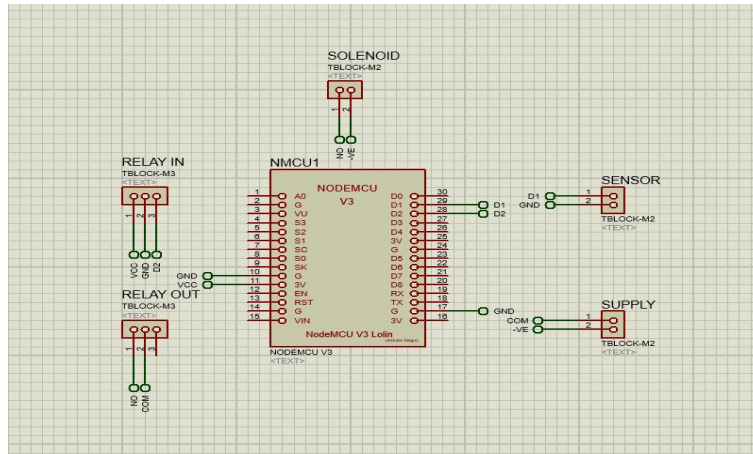 SOLENOID
TBLOCK-M2
<TEXT>
1
2
NO
-VE
RELAY IN
TBLOCK-M3
<TEXT>
1
2
3
VCC
GND
D2
RELAY OUT
TBLOCK-M3
<TEXT>
1
2
3
NO
COM
NMCU1
NODEMCU
V3
1 A0
2 G
3 VU
4 S3
5 S2
6 S1
7 SC
8 S0
9 SK
GND 10 G
VCC 11 3V
12 EN
13 RST
14 G
15 VIN
D0 30
D1 29 D1
D2 28 D2
D3 27
D4 26
3V 25
G 24
D5 23
D6 22
D7 21
D8 20
RX 19
TX 18
G 17 GND
3V 16
NodeMCU V3 Lolin
NODEMCU V3
<TEXT>
SENSOR
D1 1
GND 2
TBLOCK-M2
<TEXT>
SUPPLY
COM 1
-VE 2
TBLOCK-M2
<TEXT>